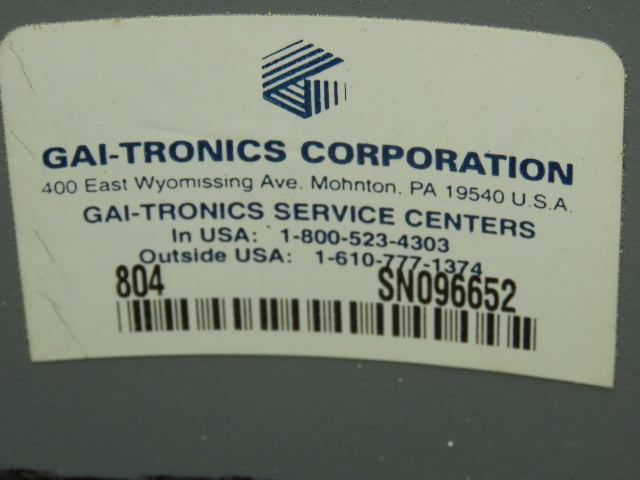 GAI-TRONICS CORPORATION
400 East Wyomissing Ave. Mohnton, PA 19540 U.S.A.
GAI-TRONICS SERVICE CENTERS
In USA: 1-800-523-4303
Outside USA: 1-610-777-1374
804 SN096652